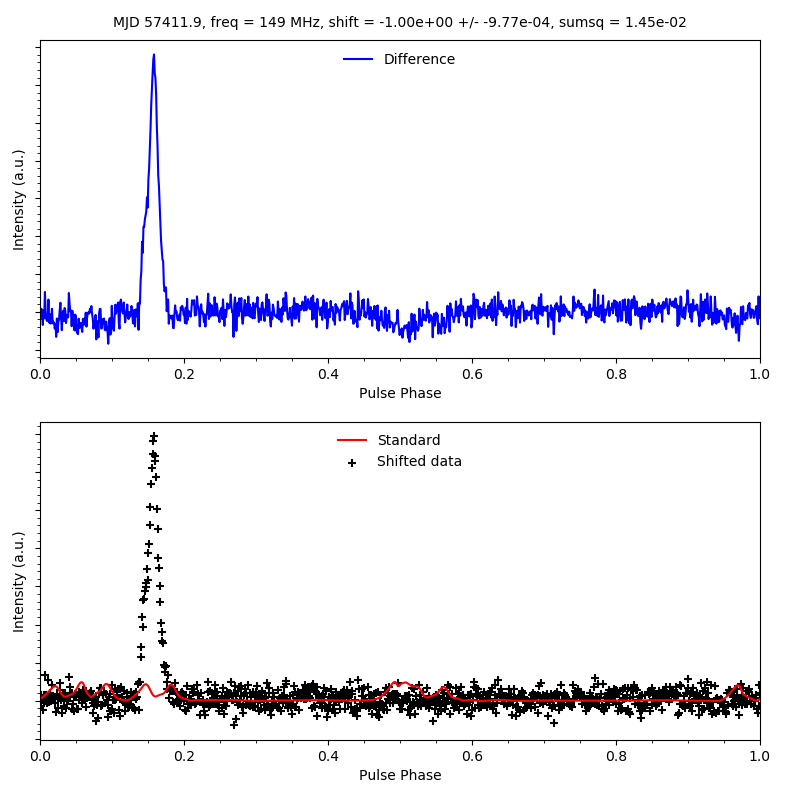 MJD 57411.9, freq = 149 MHz, shift = -1.00e+00 +/- -9.77e-04, sumsq = 1.45e-02
Difference
Intensity (a.u.)
0.0 0.2 0.4 0.6 0.8 1.0
Pulse Phase
Standard
Shifted data
Intensity (a.u.)
0.0 0.2 0.4 0.6 0.8 1.0
Pulse Phase